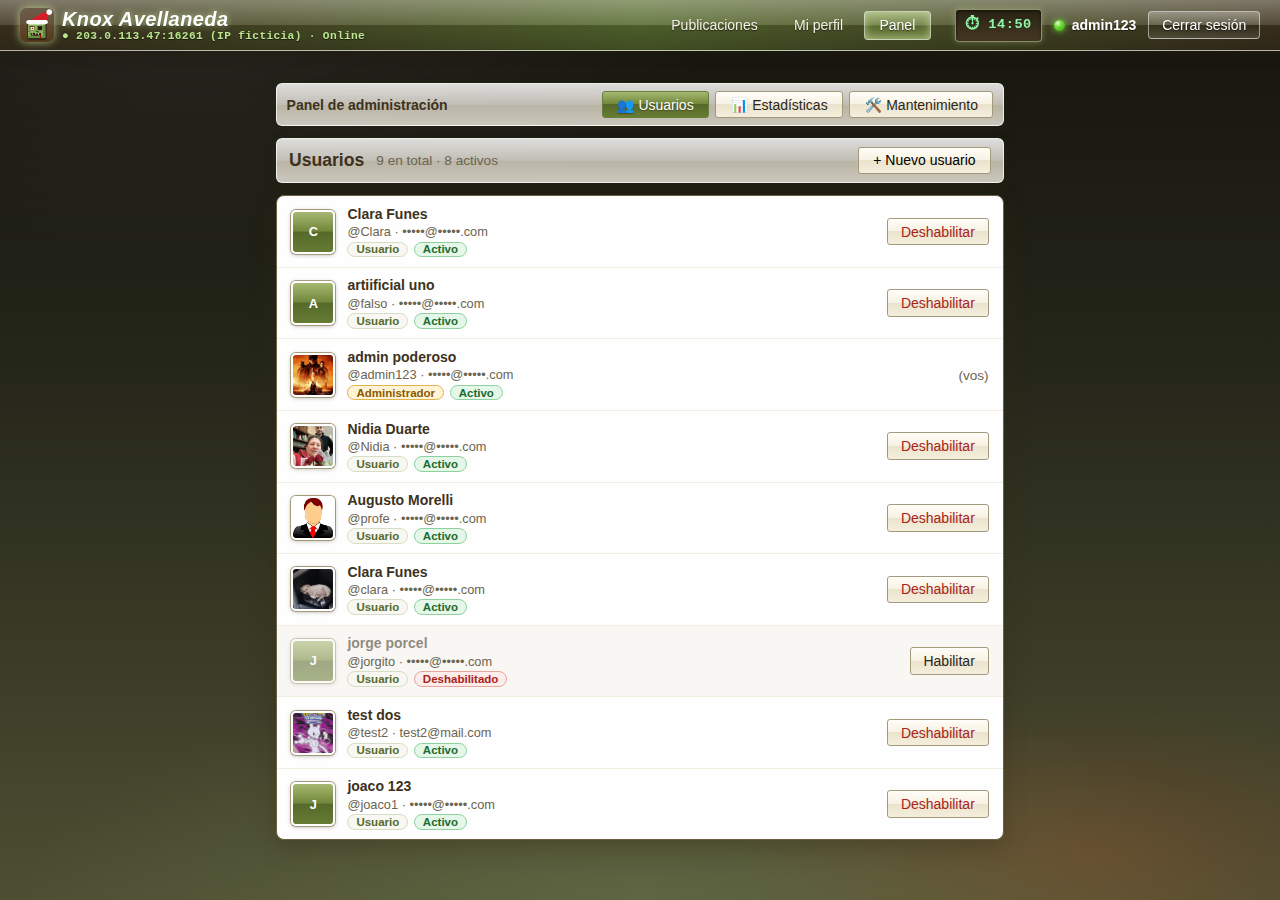 Knox Avellaneda
● 203.0.113.47:16261 (IP ficticia) · Online
Publicaciones
Mi perfil
Panel
⏱ 14:50
admin123
Cerrar sesión
Panel de administración
👥 Usuarios
📊 Estadísticas
🛠️ Mantenimiento
Usuarios 9 en total · 8 activos
+ Nuevo usuario
C
Clara Funes
@Clara · •••••@•••••.com
Usuario Activo
Deshabilitar
A
artiificial uno
@falso · •••••@•••••.com
Usuario Activo
Deshabilitar
admin poderoso
@admin123 · •••••@•••••.com
Administrador Activo
(vos)
Nidia Duarte
@Nidia · •••••@•••••.com
Usuario Activo
Deshabilitar
Augusto Morelli
@profe · •••••@•••••.com
Usuario Activo
Deshabilitar
Clara Funes
@clara · •••••@•••••.com
Usuario Activo
Deshabilitar
J
jorge porcel
@jorgito · •••••@•••••.com
Usuario Deshabilitado
Habilitar
test dos
@test2 · test2@mail.com
Usuario Activo
Deshabilitar
J
joaco 123
@joaco1 · •••••@•••••.com
Usuario Activo
Deshabilitar